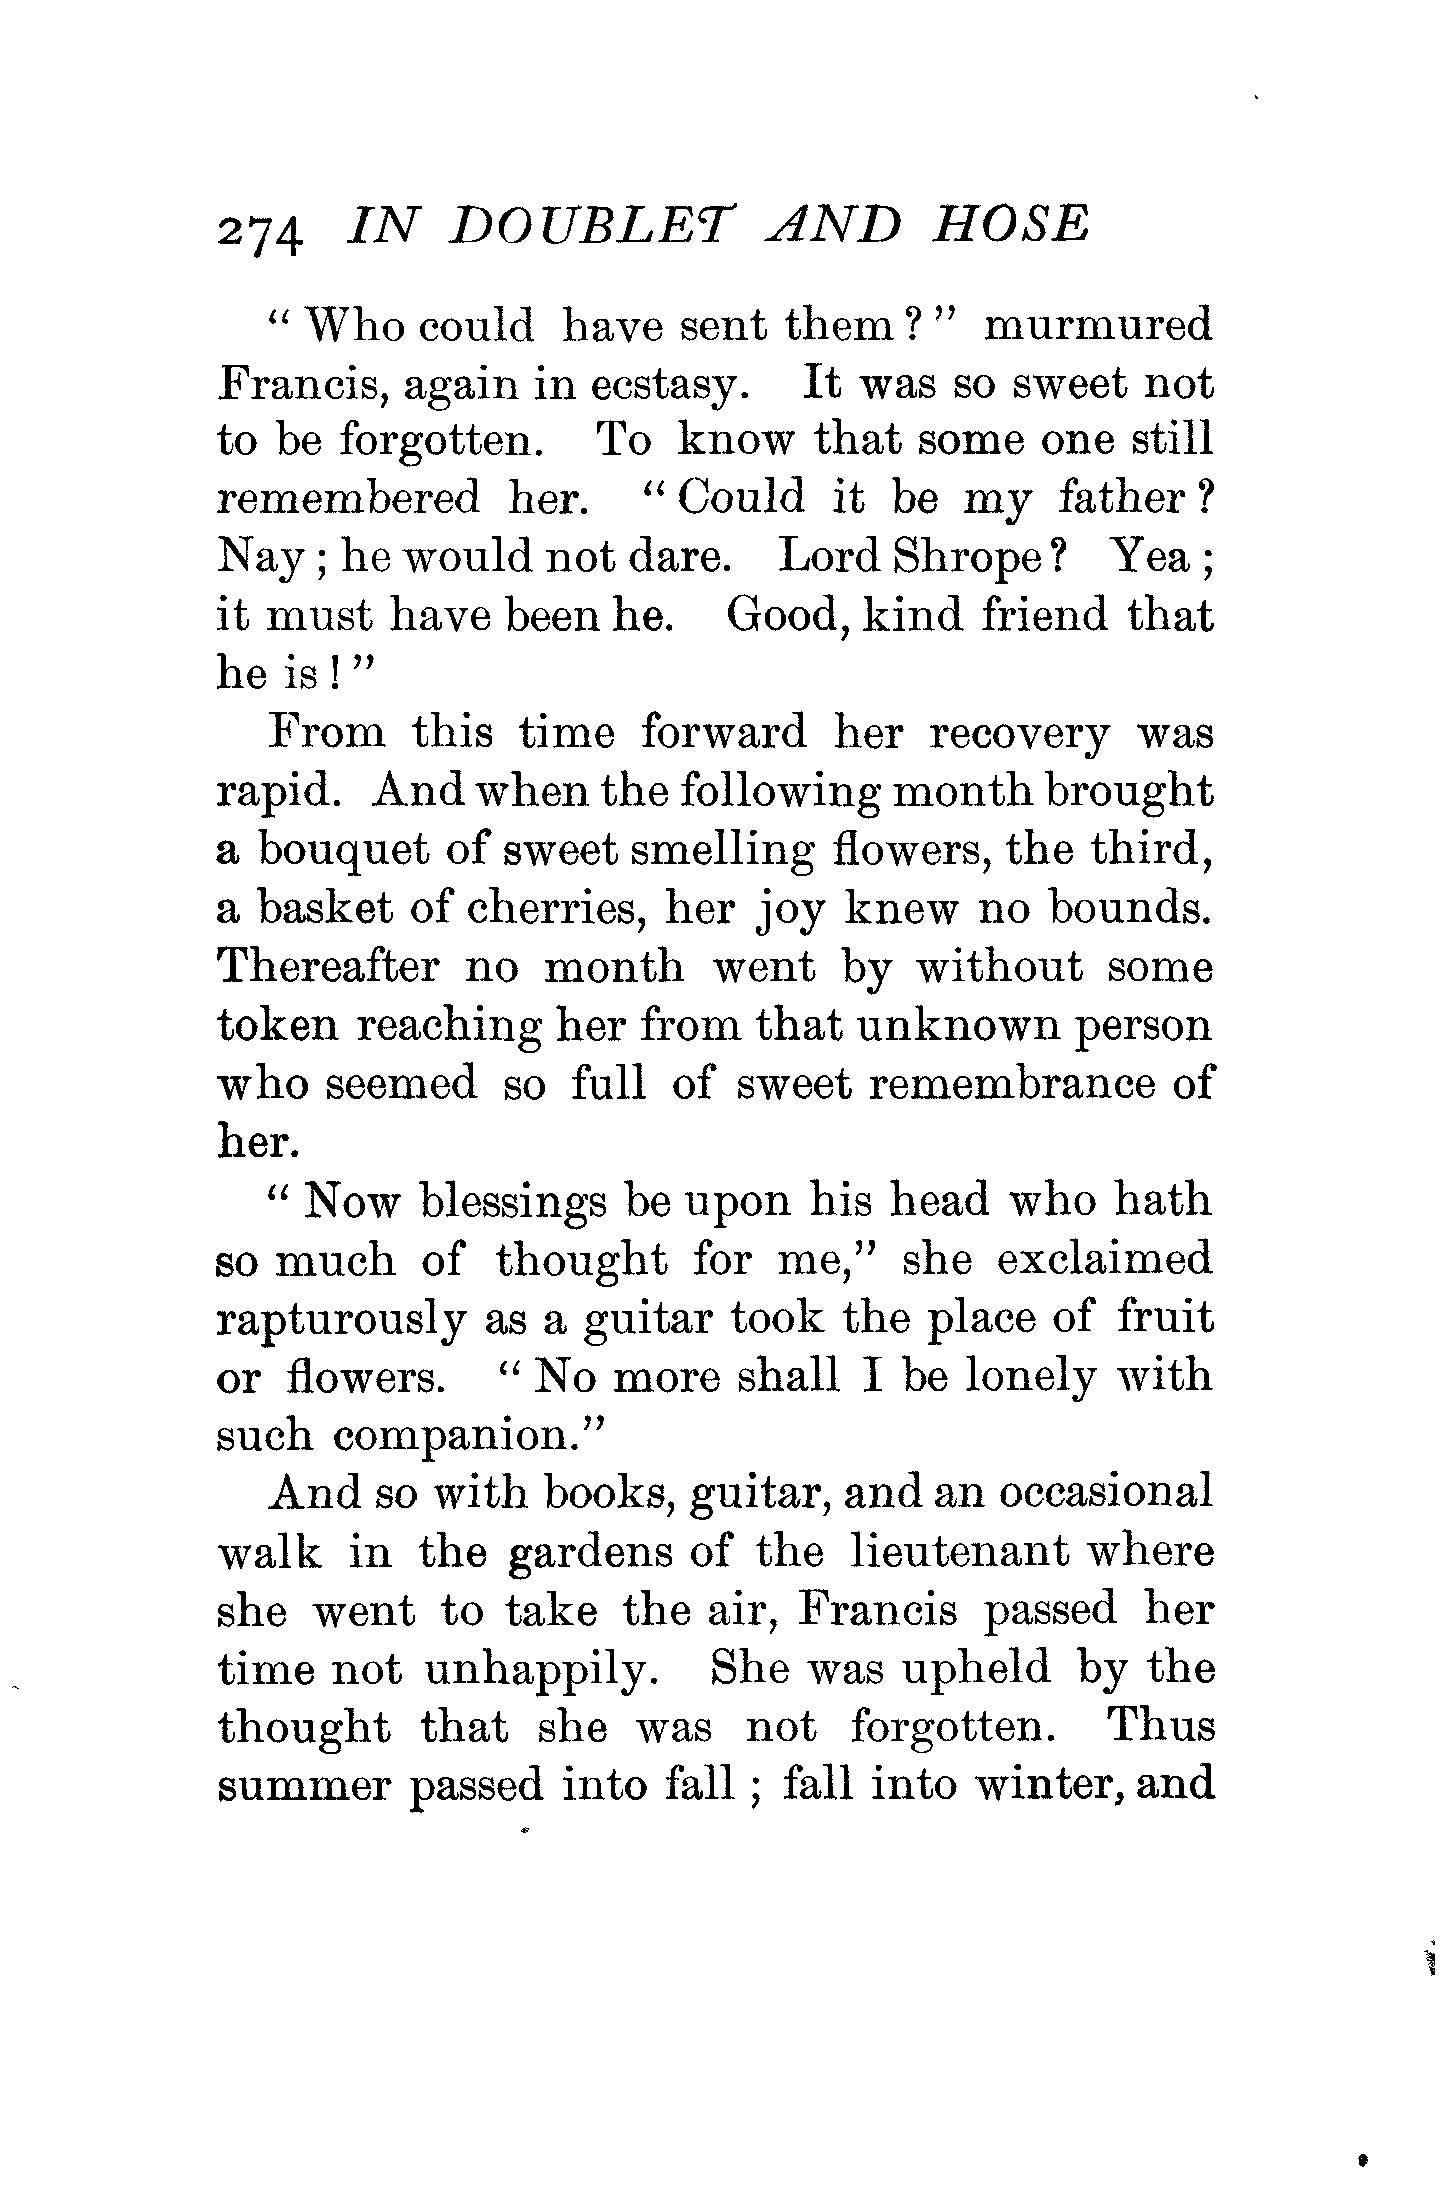 274 IN DOUBLET AND HOSE
“ Who could have sent them ? ” murmured
Francis, again in ecstasy. It was so sweet not
to be forgotten. To know that some one still
remembered her. “ Could it be my father ?
Nay ; he would not dare. Lord Shrope ? Yea ;
it must have been he. Good, kind friend that
he is ! ”
From this time forward her recovery was
rapid. And when the following month brought
a bouquet of sweet smelling flowers, the third,
a basket of cherries, her joy knew no bounds.
Thereafter no month went by without some
token reaching her from that unknown person
who seemed so full of sweet remembrance of
her.
“ Now blessings be upon his head who hath
so much of thought for me,” she exclaimed
rapturously as a guitar took the place of fruit
or flowers. “ No more shall I be lonely with
such companion.”
And so with books, guitar, and an occasional
walk in the gardens of the lieutenant where
she went to take the air, Francis passed her
time not unhappily. She was upheld by the
thought that she was not forgotten. Thus
summer passed into fall ; fall into winter, and